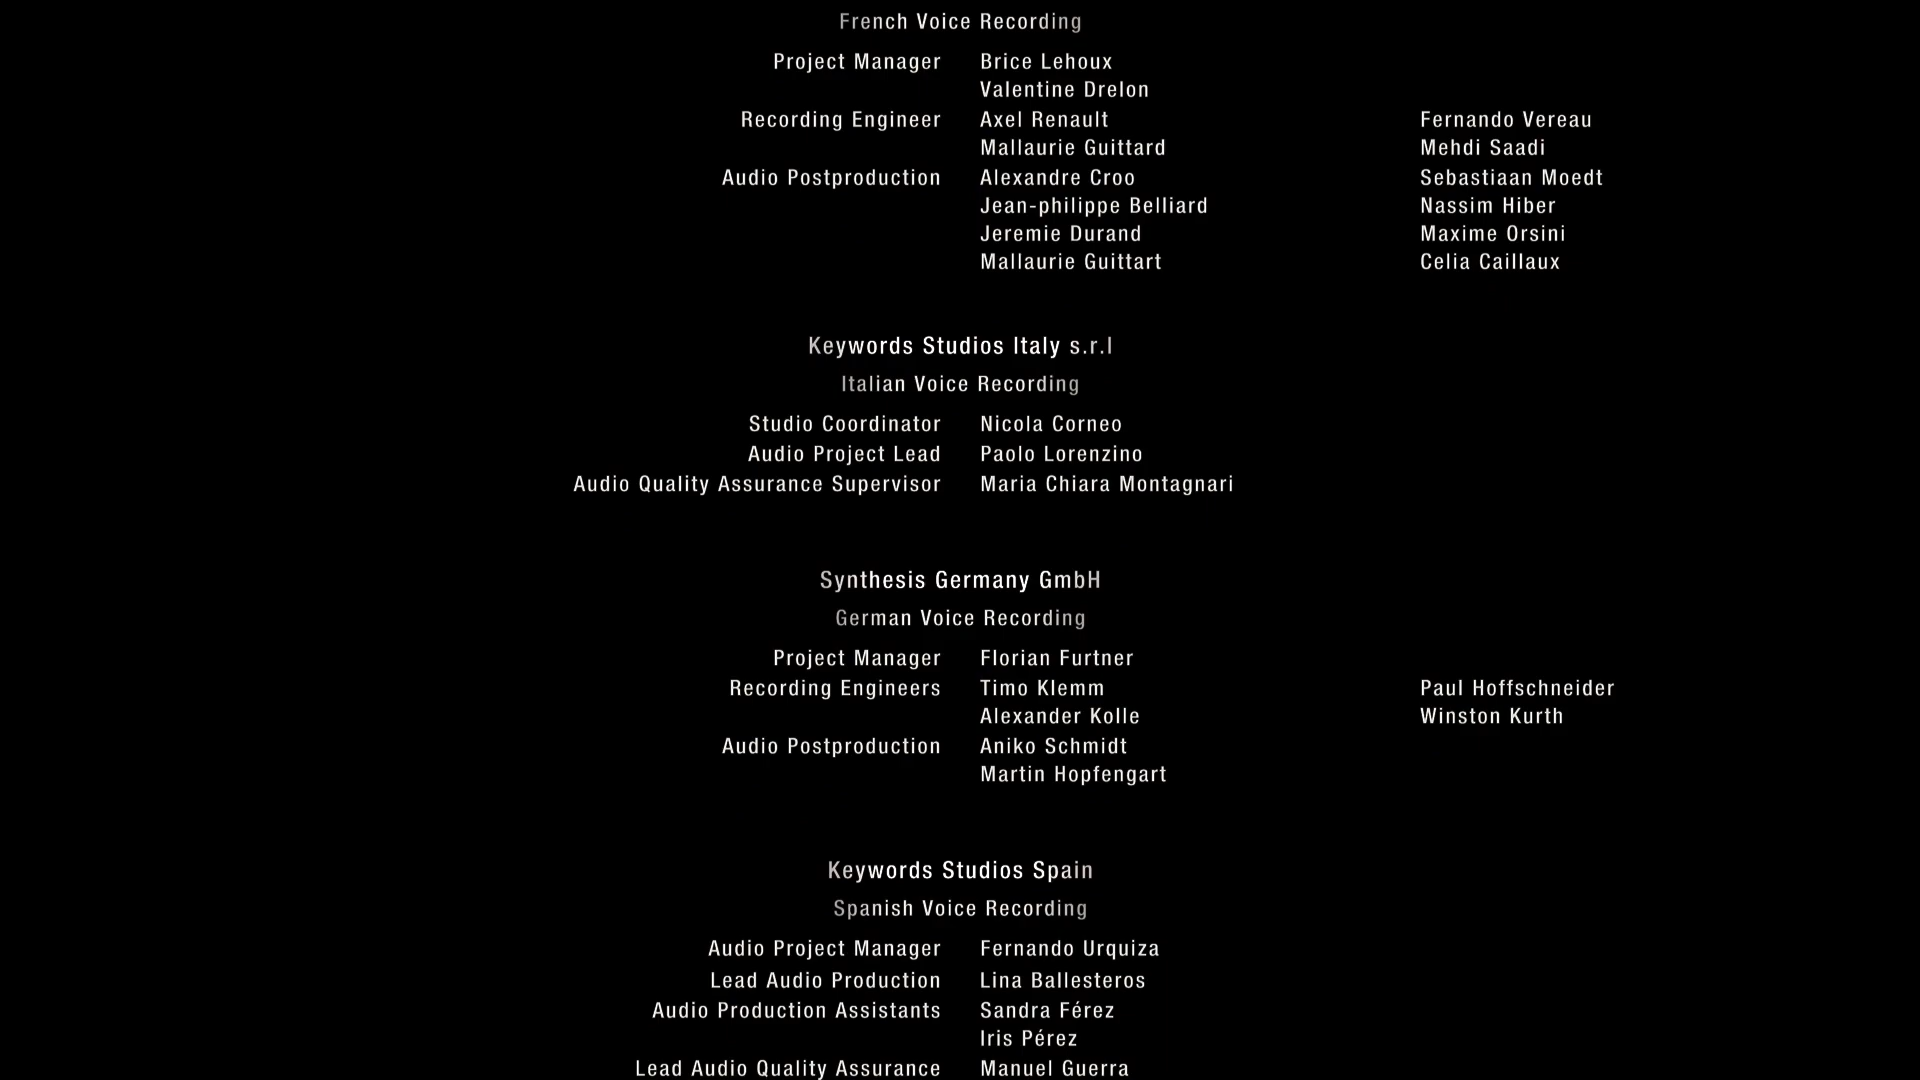 French Voice Recording
Project Manager Brice Lehoux
Valentine Drelon
Recording Engineer Axel Renault Fernando Vereau
Mallaurie Guittard Mehdi Saadi
Audio Postproduction Alexandre Croo Sebastiaan Moedt
Jean-philippe Belliard Nassim Hiber
Jeremie Durand Maxime Orsini
Mallaurie Guittart Celia Caillaux
Keywords Studios Italy s.r.l
Italian Voice Recording
Studio Coordinator Nicola Corneo
Audio Project Lead Paolo Lorenzino
Audio Quality Assurance Supervisor Maria Chiara Montagnari
Synthesis Germany GmbH
German Voice Recording
Project Manager Florian Furtner
Recording Engineers Timo Klemm Paul Hoffschneider
Alexander Kolle Winston Kurth
Audio Postproduction Aniko Schmidt
Martin Hopfengart
Keywords Studios Spain
Spanish Voice Recording
Audio Project Manager Fernando Urquiza
Lead Audio Production Lina Ballesteros
Audio Production Assistants Sandra Férez
Iris Pérez
Lead Audio Quality Assurance Manuel Guerra